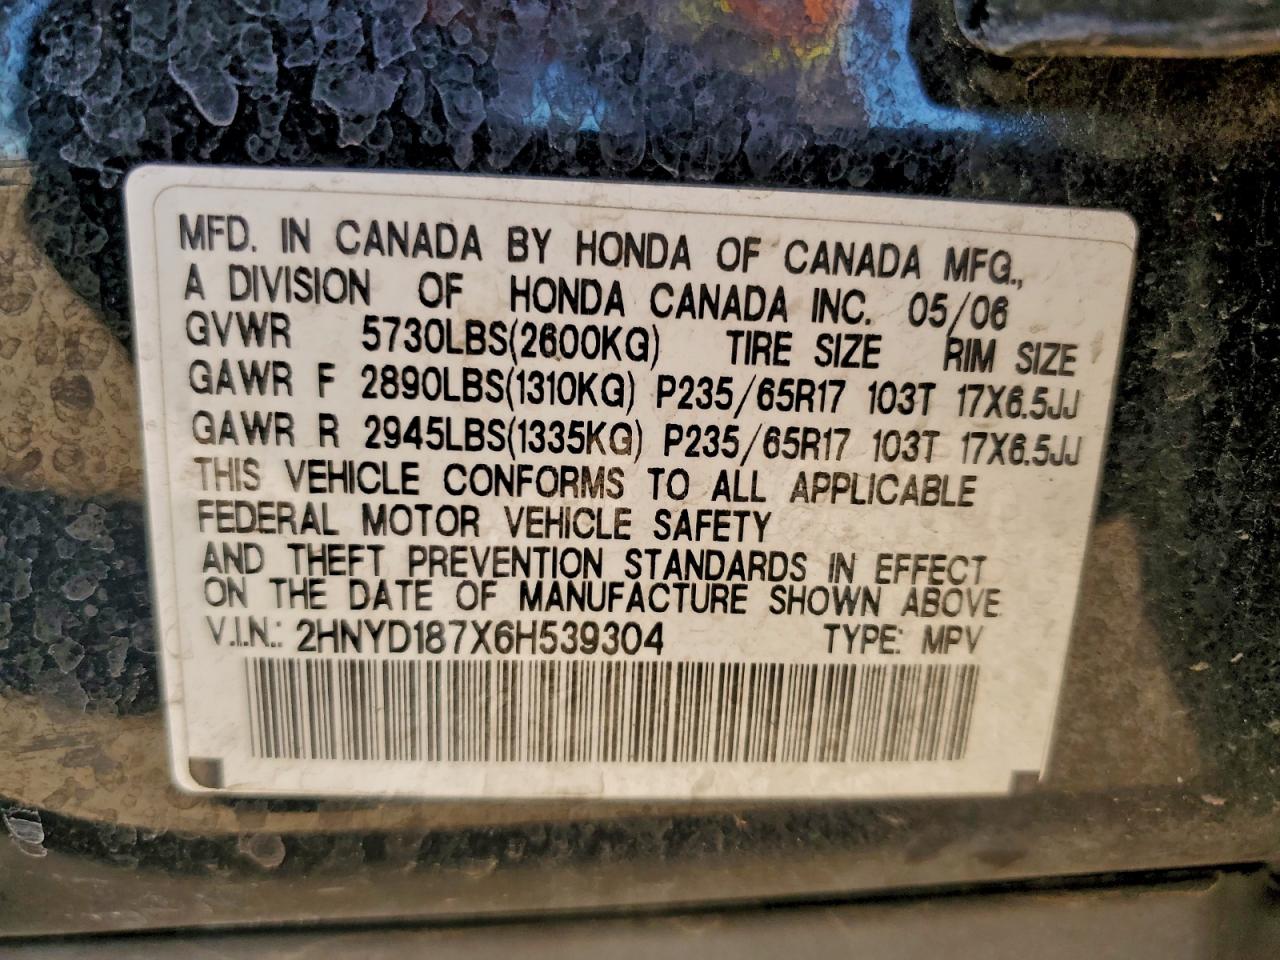 MFD. IN CANADA BY HONDA OF CANADA MFG.,
A DIVISION OF HONDA CANADA INC. 05/06
GVWR 5730LBS(2600KG) TIRE SIZE RIM SIZE
GAWR F 2890LBS(1310KG) P235/65R17 103T 17X6.5JJ
GAWR R 2945LBS(1335KG) P235/65R17 103T 17X6.5JJ
THIS VEHICLE CONFORMS TO ALL APPLICABLE
FEDERAL MOTOR VEHICLE SAFETY
AND THEFT PREVENTION STANDARDS IN EFFECT
ON THE DATE OF MANUFACTURE SHOWN ABOVE
V.I.N.: 2HNYD187X6H539304 TYPE: MPV